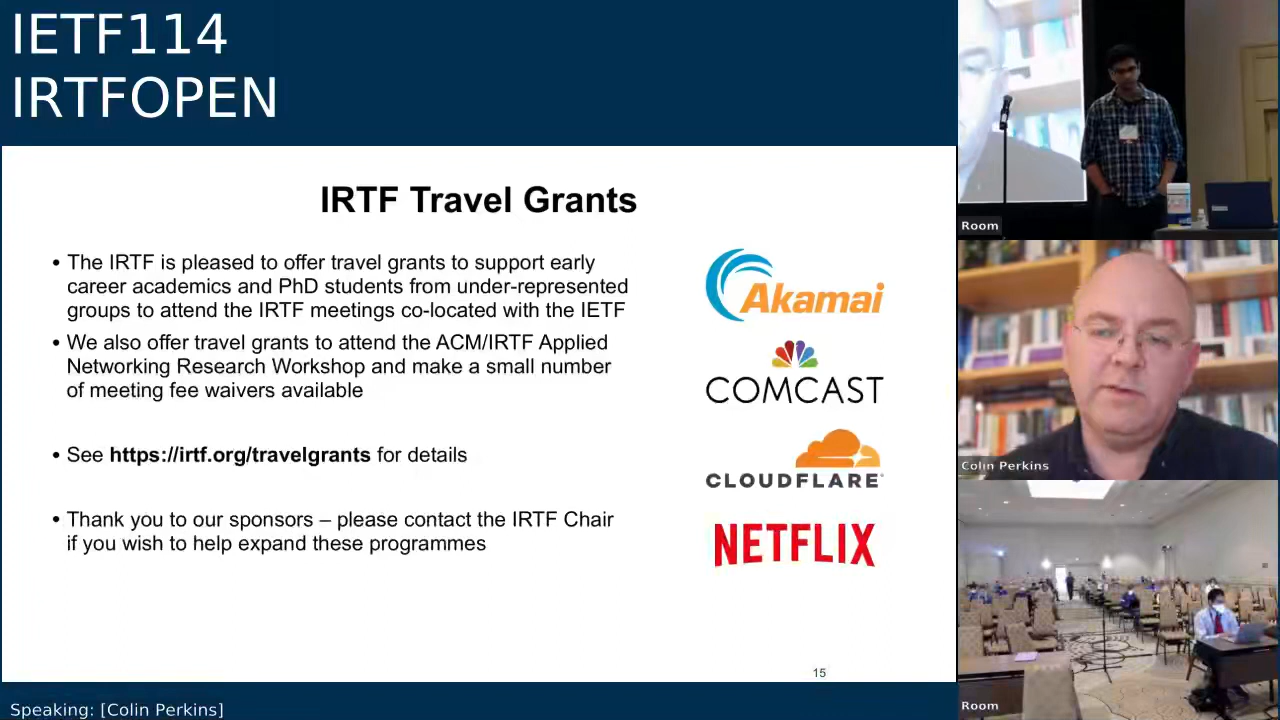 IETF114
IRTFOPEN
IRTF Travel Grants
• The IRTF is pleased to offer travel grants to support early
career academics and PhD students from under-represented
groups to attend the IRTF meetings co-located with the IETF
• We also offer travel grants to attend the ACM/IRTF Applied
Networking Research Workshop and make a small number
of meeting fee waivers available
• See https://irtf.org/travelgrants for details
• Thank you to our sponsors – please contact the IRTF Chair
if you wish to help expand these programmes
Akamai
COMCAST
CLOUDFLARE
NETFLIX
15
Speaking: [Colin Perkins]
Room
Colin Perkins
Room